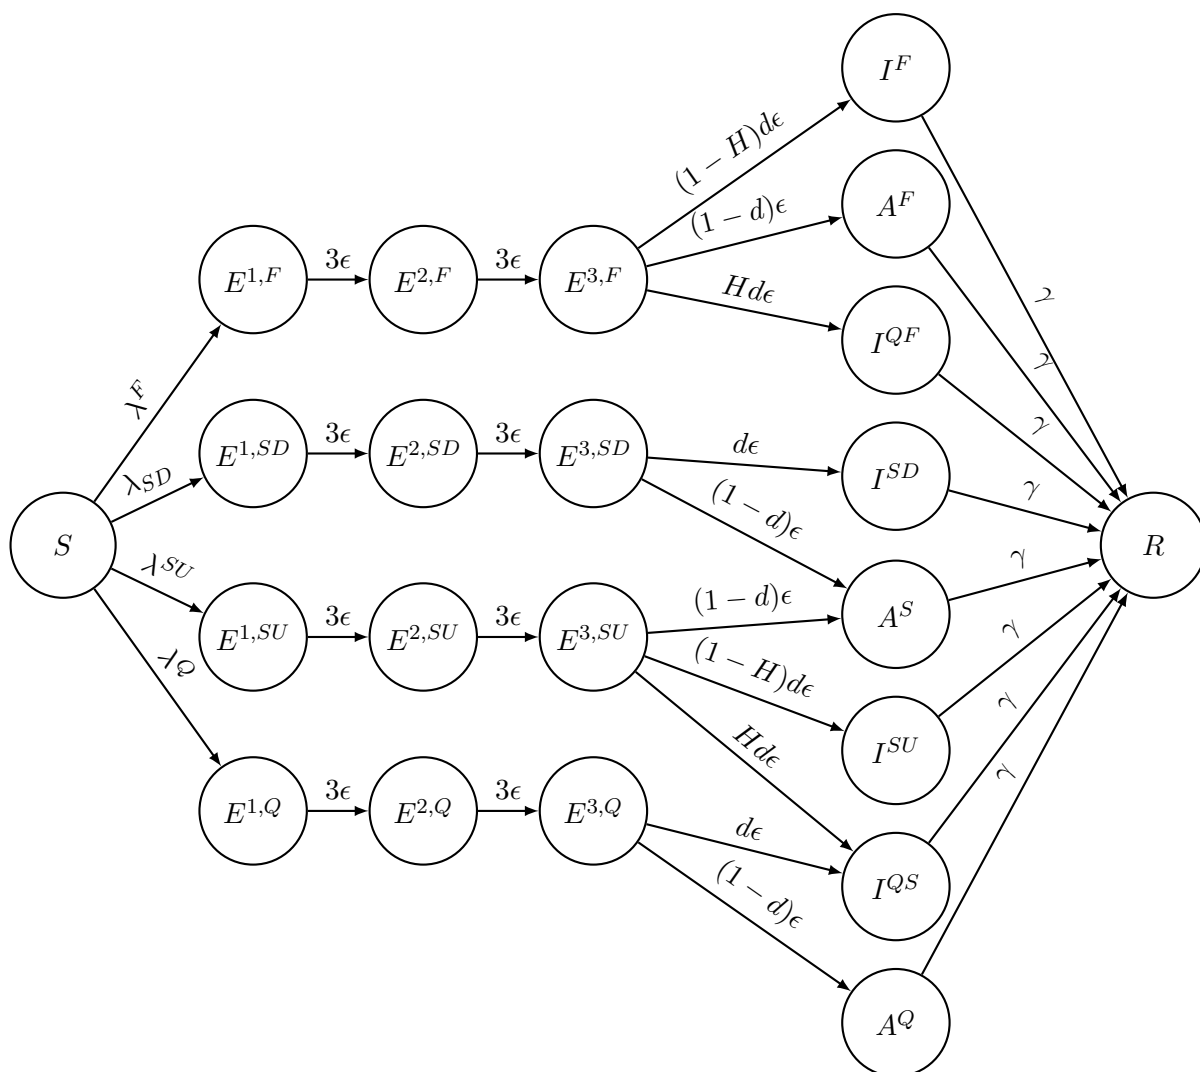 I^F
(1 − H)dϵ
A^F
(1 − d)ϵ
E^{1,F} 3ϵ E^{2,F} 3ϵ E^{3,F}
Hdϵ
γ
I^{QF}
γ
λ^F
γ
E^{1,SD} 3ϵ E^{2,SD} 3ϵ E^{3,SD}
dϵ
I^{SD}
γ
λ_{SD}
(1 − d)ϵ
S
R
λ^{SU}
γ
(1 − d)ϵ
A^S
E^{1,SU} 3ϵ E^{2,SU} 3ϵ E^{3,SU}
γ
λ^Q
(1 − H)dϵ
I^{SU}
γ
Hdϵ
γ
E^{1,Q} 3ϵ E^{2,Q} 3ϵ E^{3,Q}
dϵ
I^{QS}
(1 − d)ϵ
A^Q